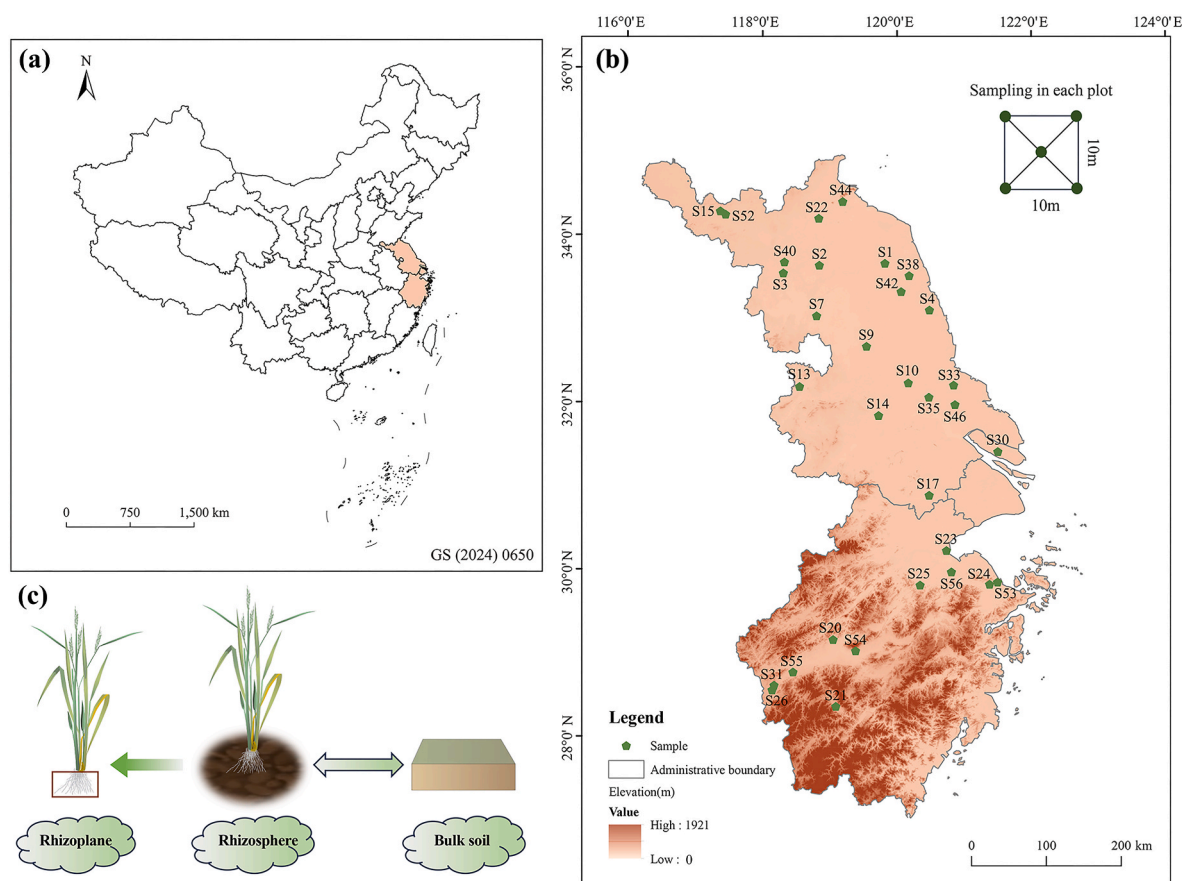 (a)
N
0 750 1,500 km
GS (2024) 0650
(b)
116°0'E 118°0'E 120°0'E 122°0'E 124°0'E
36°0'N
34°0'N
32°0'N
30°0'N
28°0'N
Sampling in each plot
10m
10m
S44
S15
S52
S22
S40
S2
S1
S38
S3
S42
S4
S7
S9
S13
S10
S33
S14
S35
S46
S30
S17
S23
S25
S56
S24
S53
S20
S54
S55
S31
S26
S21
Legend
Sample
Administrative boundary
Elevation(m)
Value
High : 1921
Low : 0
0 100 200 km
(c)
Rhizoplane
Rhizosphere
Bulk soil